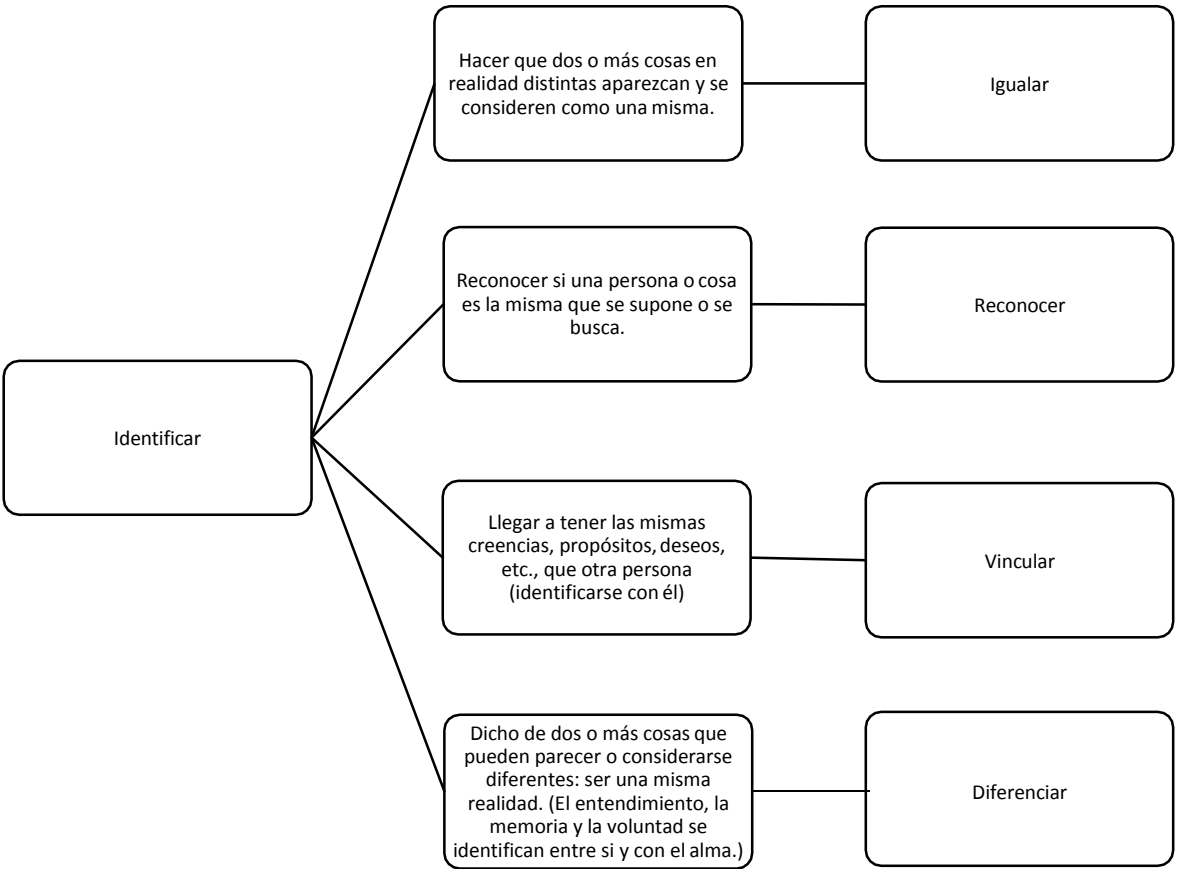 Hacer que dos o más cosas en
realidad distintas aparezcan y se
consideren como una misma.
Igualar
Reconocer si una persona o cosa
es la misma que se supone o se
busca.
Reconocer
Identificar
Llegar a tener las mismas
creencias, propósitos, deseos,
etc., que otra persona
(identificarse con él)
Vincular
Dicho de dos o más cosas que
pueden parecer o considerarse
diferentes: ser una misma
realidad. (El entendimiento, la
memoria y la voluntad se
identifican entre si y con el alma.)
Diferenciar